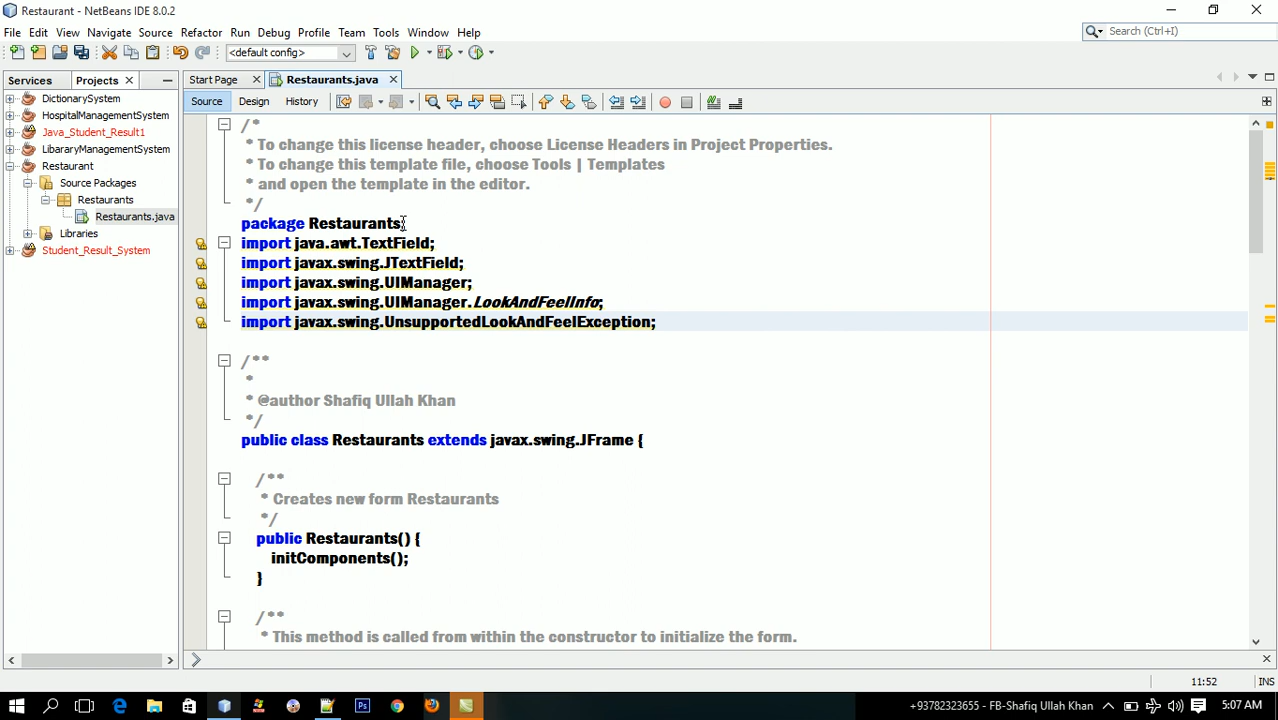 Restaurant - NetBeans IDE 8.0.2
File Edit View Navigate Source Refactor Run Debug Profile Team Tools Window Help
Search (Ctrl+I)
<default config>
Services Projects
Start Page Restaurants.java
Source Design History
DictionarySystem
HospitalManagementSystem
Java_Student_Result1
LibararyManagementSystem
Restaurant
Source Packages
Restaurants
Restaurants.java
Libraries
Student_Result_System
/*
* To change this license header, choose License Headers in Project Properties.
* To change this template file, choose Tools | Templates
* and open the template in the editor.
*/
package Restaurants;
import java.awt.TextField;
import javax.swing.JTextField;
import javax.swing.UIManager;
import javax.swing.UIManager.LookAndFeelInfo;
import javax.swing.UnsupportedLookAndFeelException;
/**
*
* @author Shafiq Ullah Khan
*/
public class Restaurants extends javax.swing.JFrame {
/**
* Creates new form Restaurants
*/
public Restaurants() {
initComponents();
}
/**
* This method is called from within the constructor to initialize the form.
11:52 INS
Ps
+93782323655 - FB-Shafiq Ullah Khan
5:07 AM